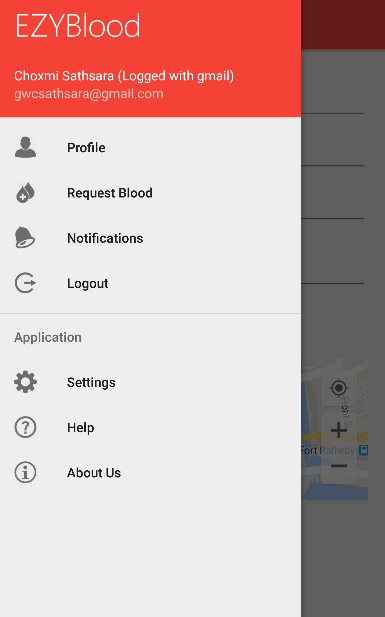 EZYBlood
Choxmi Sathsara (Logged with gmail)
gwcsathsara@gmail.com
Profile
Request Blood
Notifications
Logout
Application
Settings
Help
About Us
Fort Railway